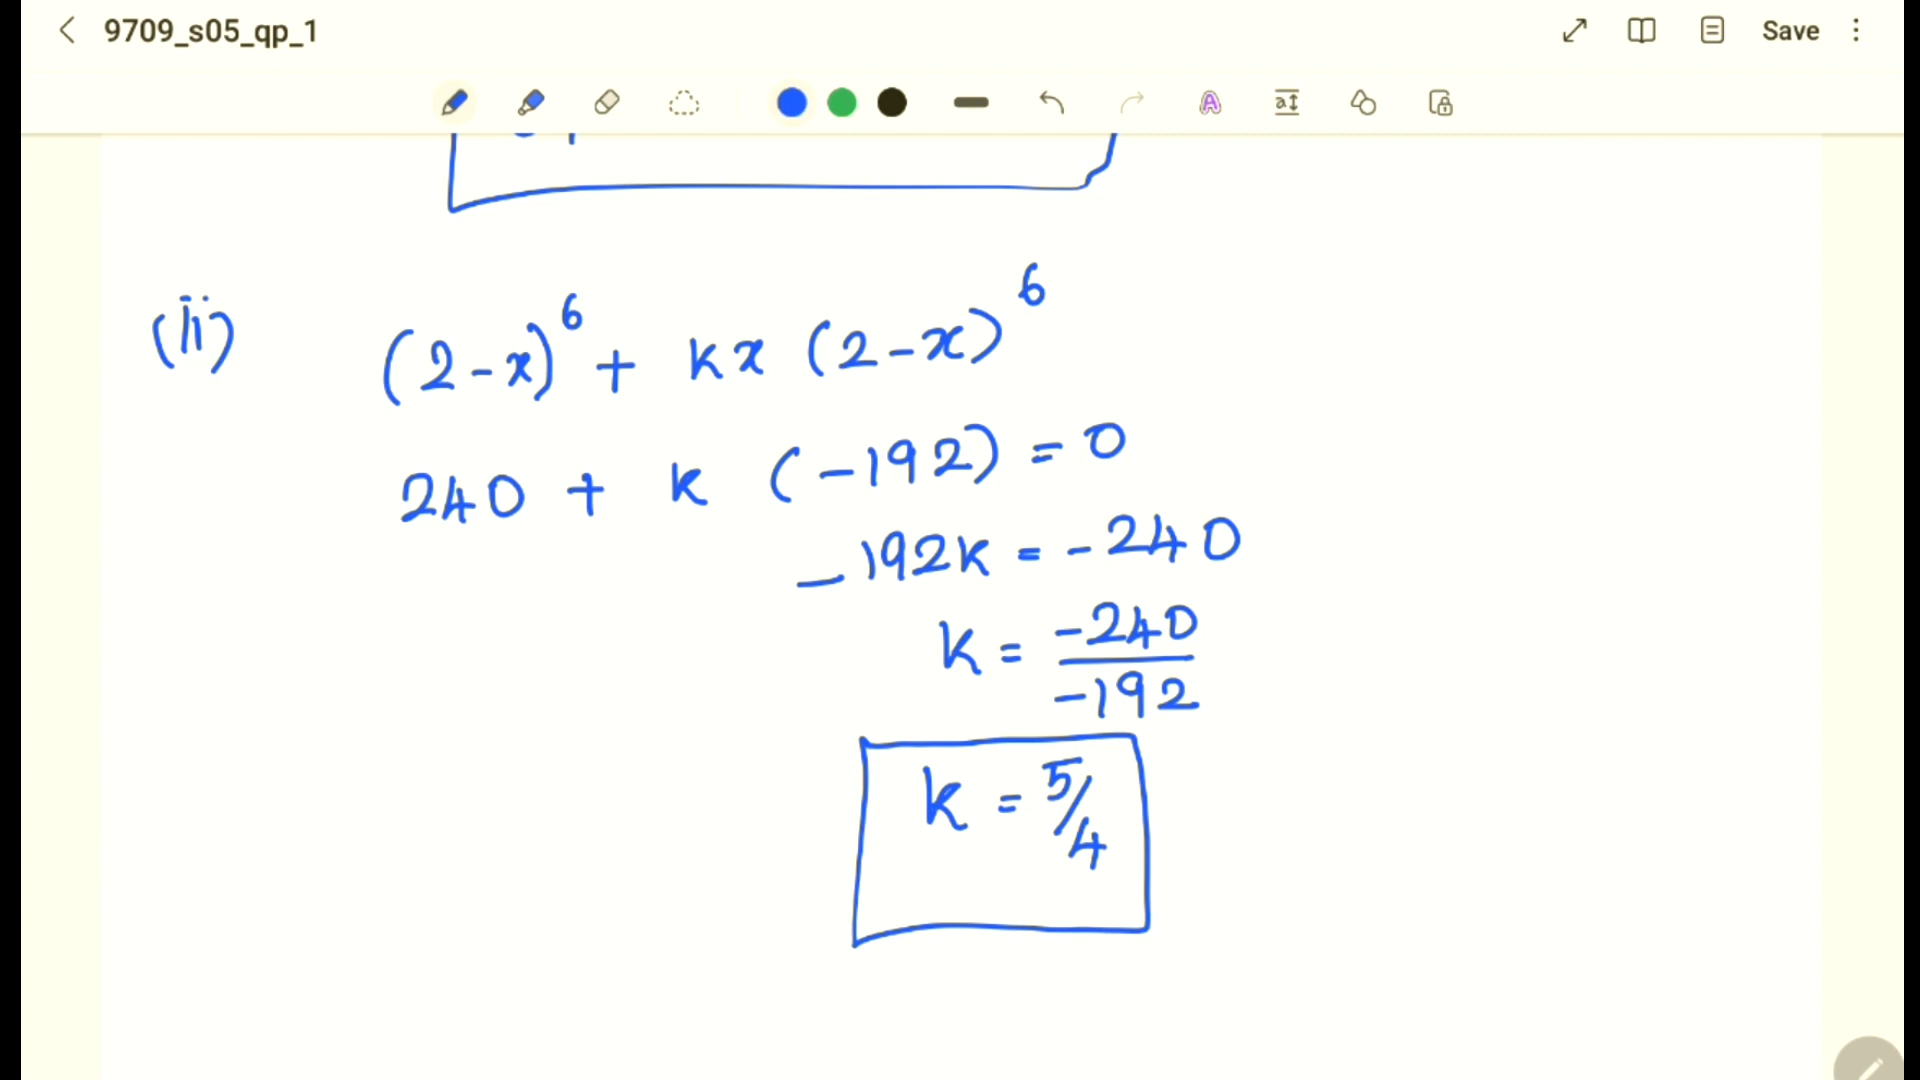 9709_s05_qp_1
Save
(ii) (2-x)⁶ + kx (2-x)⁶
240 + k (-192) = 0
-192k = -240
k = -240/-192
k = 5/4